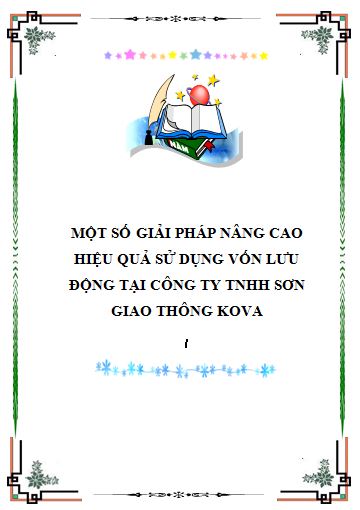 NĂM
MỘT SỐ GIẢI PHÁP NÂNG CAO
HIỆU QUẢ SỬ DỤNG VỐN LƯU
ĐỘNG TẠI CÔNG TY TNHH SƠN
GIAO THÔNG KOVA